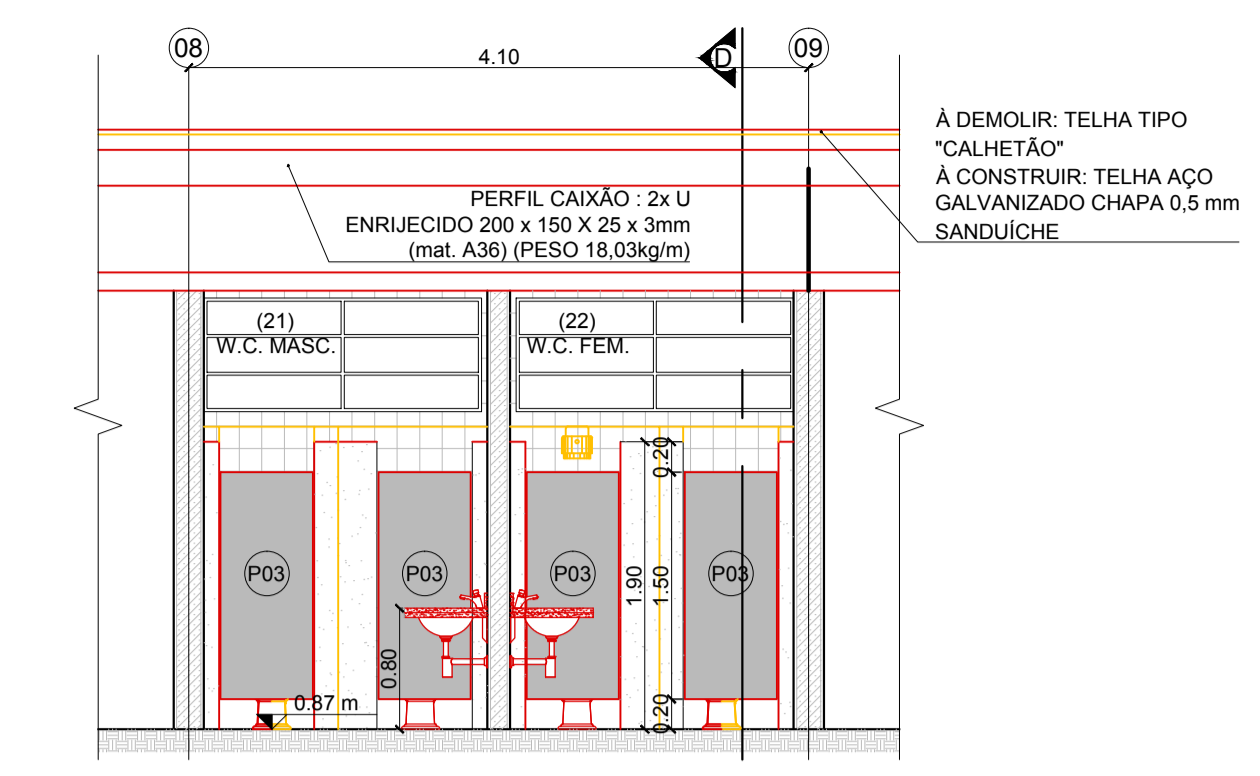 08
4.10
D
09
À DEMOLIR: TELHA TIPO
"CALHETÃO"
À CONSTRUIR: TELHA AÇO
GALVANIZADO CHAPA 0,5 mm
SANDUÍCHE
PERFIL CAIXÃO : 2x U
ENRIJECIDO 200 x 150 X 25 x 3mm
(mat. A36) (PESO 18,03kg/m)
(21)
W.C. MASC.
(22)
W.C. FEM.
0.20
P03
P03
P03
P03
1.90
1.50
0.80
0.87 m
0.20